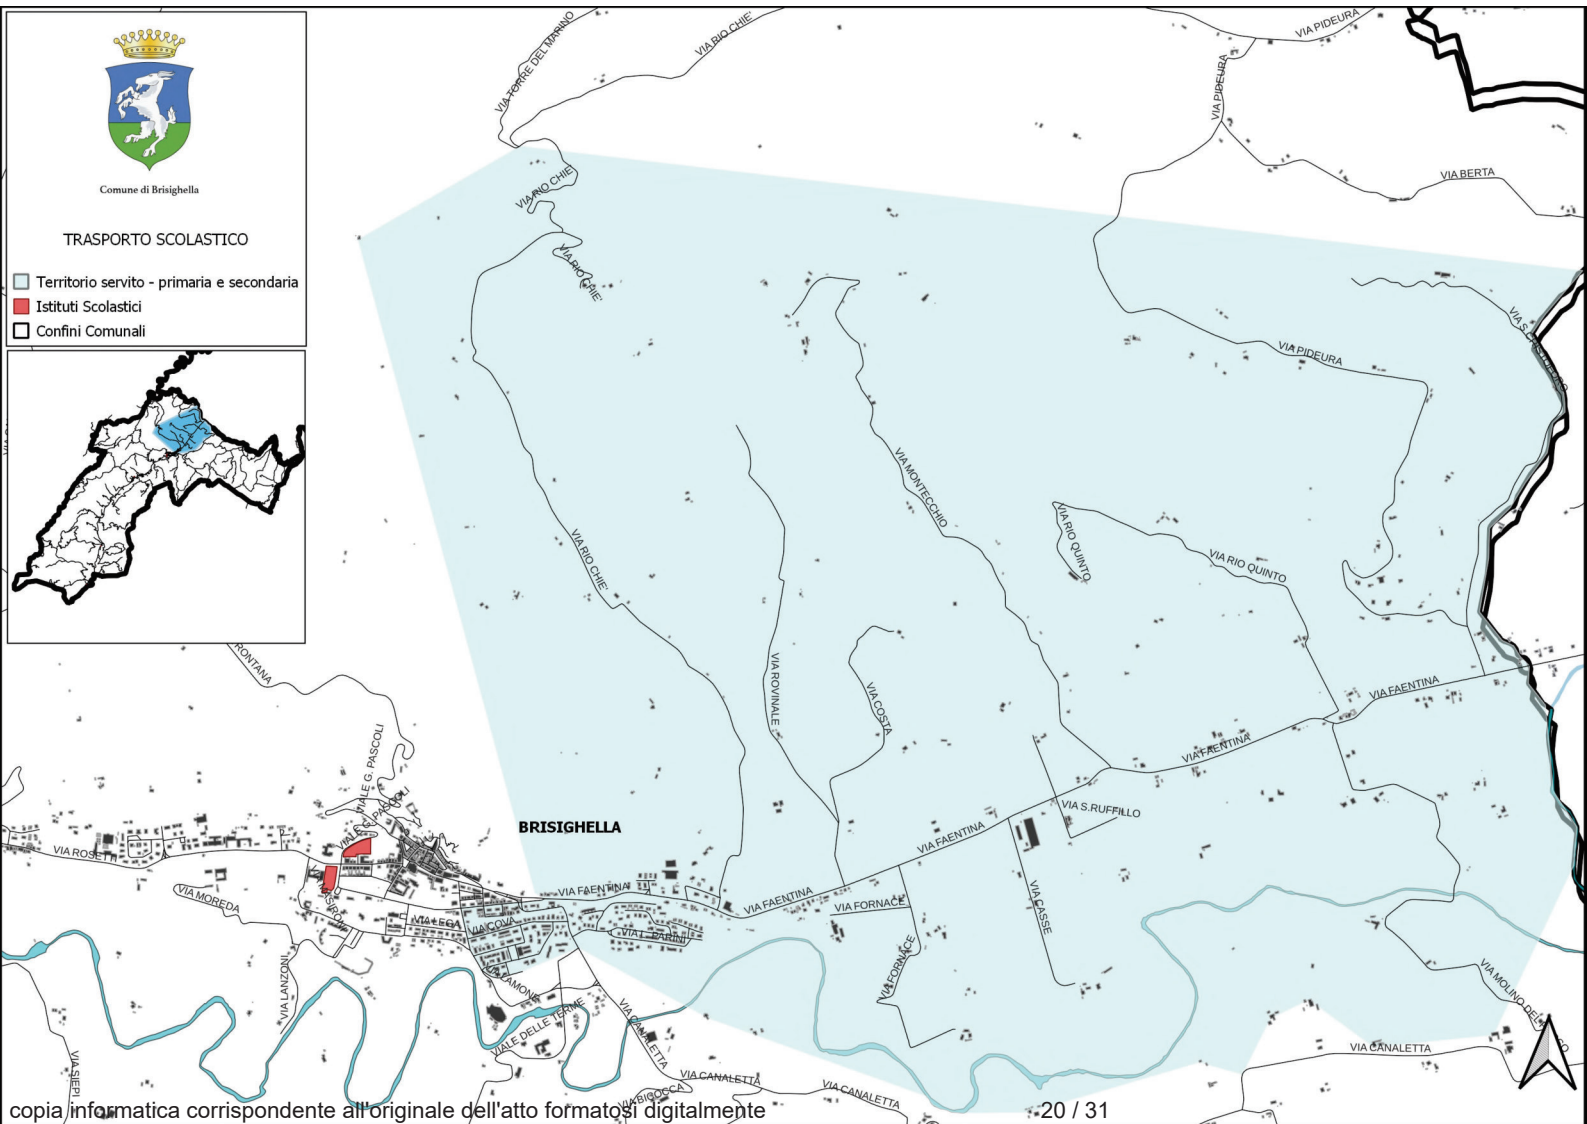 Comune di Brisighella
TRASPORTO SCOLASTICO
Territorio servito - primaria e secondaria
Istituti Scolastici
Confini Comunali
VIA TORRE DEL MARINO
VIA RIO CHIE'
VIA PIDEURA
VIA PIDEURA
VIA BERTA
VIA RIO CHIE'
VIA RIO CHIE'
VIA PIDEURA
VIA MONTECCHIO
VIA RIO CHIE'
VIA RIO QUINTO
VIA RIO QUINTO
VIA ROVINALE
VIA COSTA
VIA FAENTINA
VIA FAENTINA
VIALE G. PASCOLI
VIALE G. PASCOLI
BRISIGHELLA
VIA S.RUFFILLO
VIA FAENTINA
VIA MOREDA
VIA FAENTINA
VIA FAENTINA
VIA FORNACE
VIA CASSE
VIA LEGA
VIA COVA
VIA L. PARINI
VIA FORNACE
VIA LANZONI
VIALE DELLE TERME
VIA CANALETTA
VIA MOLINO DEL
VIA CANALETTA
VIA SIEPI
VIA CANALETTA
VIA BICOCCA
VIA CANALETTA
copia informatica corrispondente all'originale dell'atto formatosi digitalmente
20 / 31